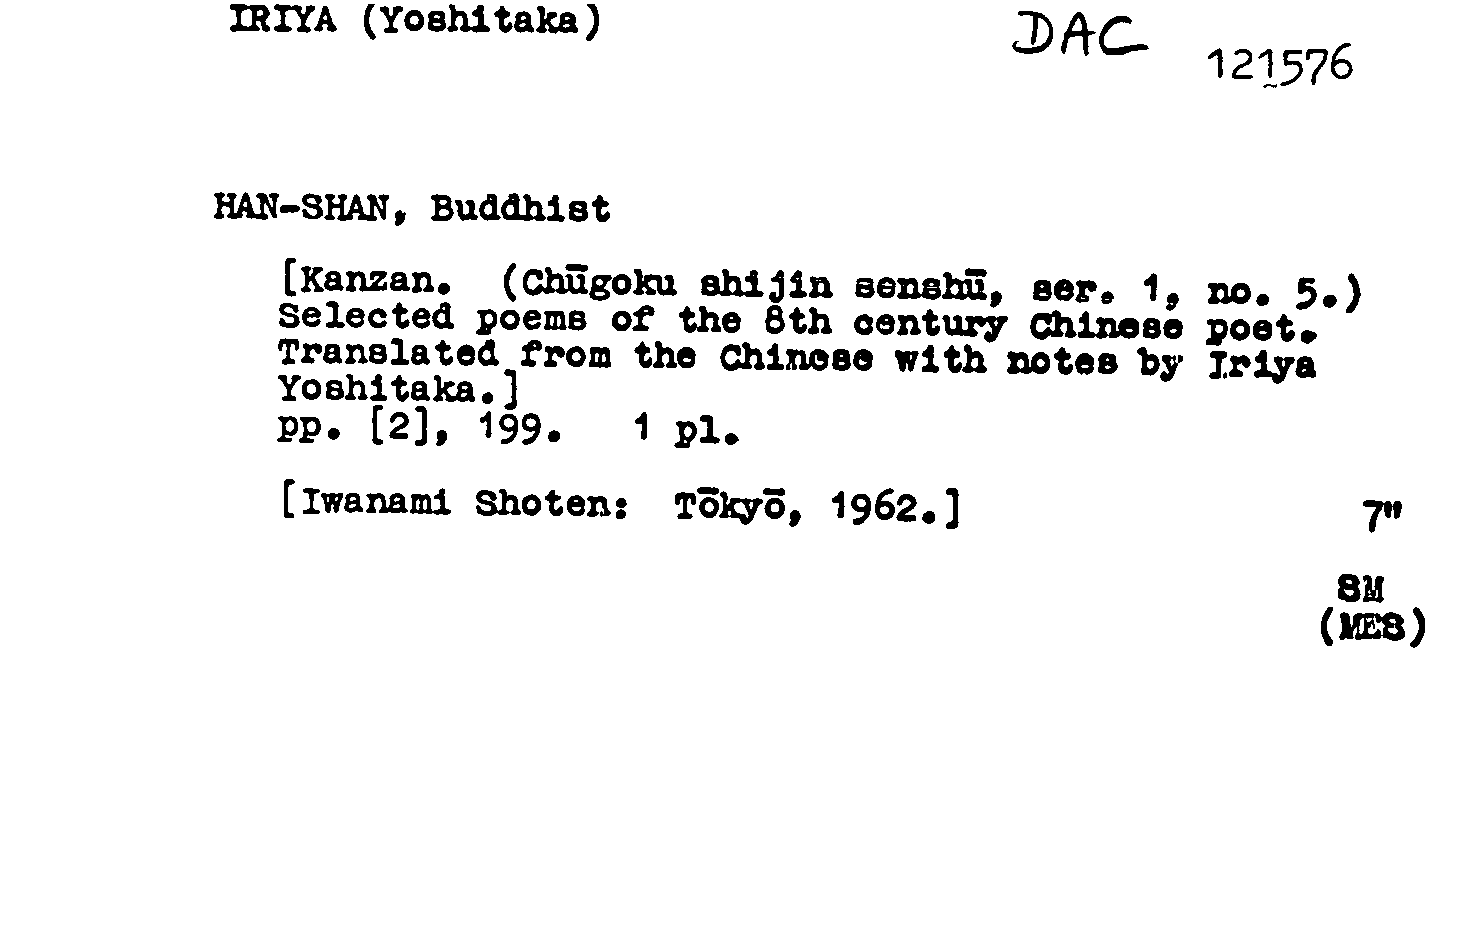 IRIYA (Yoshitaka)
DAC 121576
HAN-SHAN, Buddhist
[Kanzan. (Chūgoku shijin senshū, ser. 1, no. 5.)
Selected poems of the 8th century Chinese poet.
Translated from the Chinese with notes by Iriya
Yoshitaka.]
pp. [2], 199. 1 pl.
[Iwanami Shoten: Tōkyō, 1962.]
7"
SM
(MES)